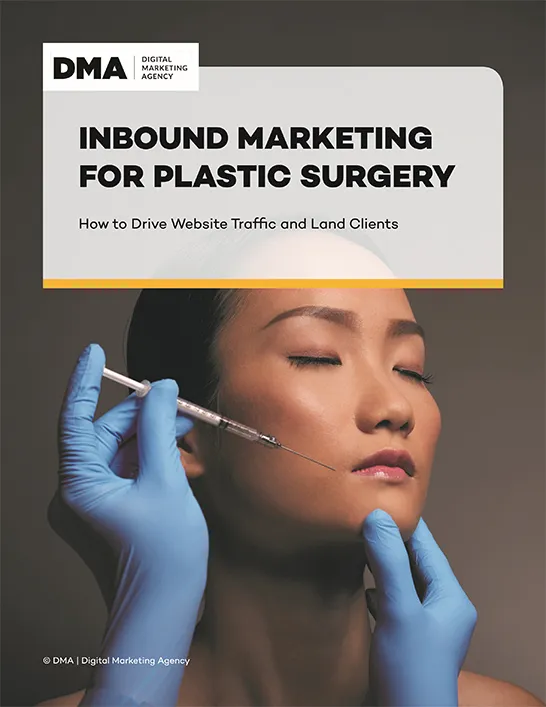 DMA
DIGITAL
MARKETING
AGENCY
INBOUND MARKETING
FOR PLASTIC SURGERY
How to Drive Website Traffic and Land Clients
© DMA | Digital Marketing Agency